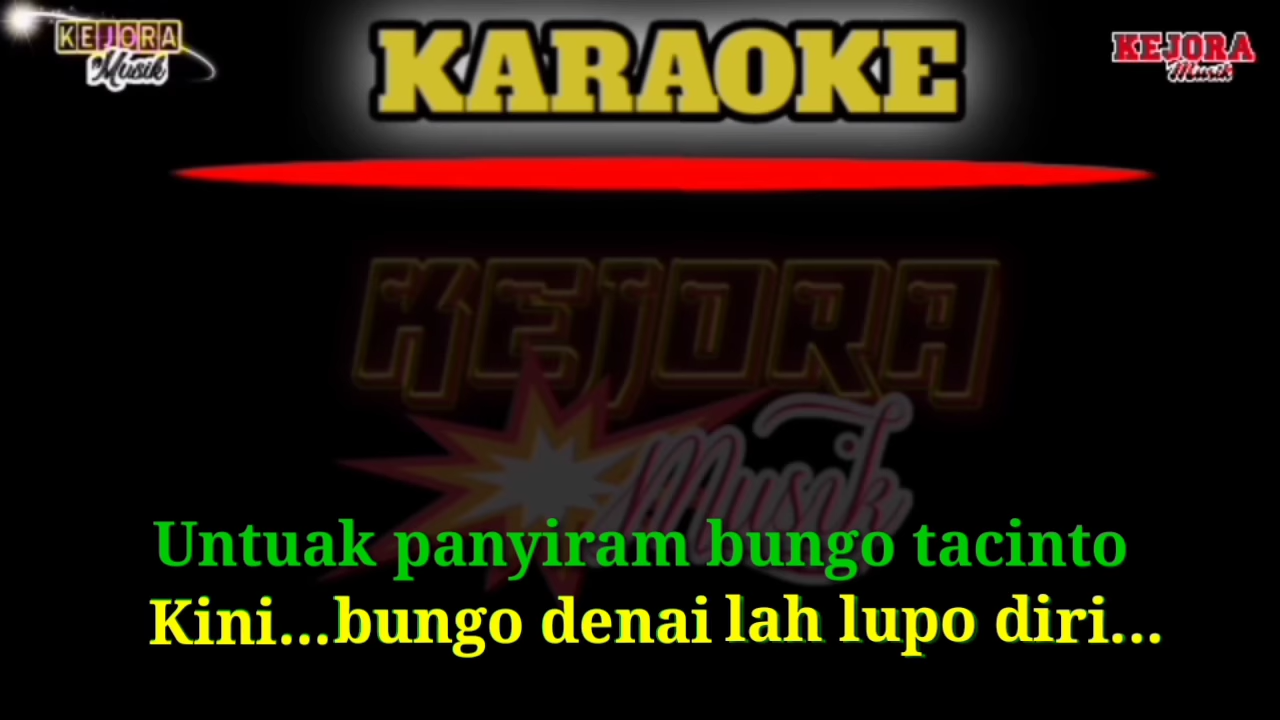 KEJORA
Musik
KARAOKE
KEJORA
Musik
KEJORA
Musik
Untuak panyiram bungo tacinto
Kini...bungo denai lah lupo diri...